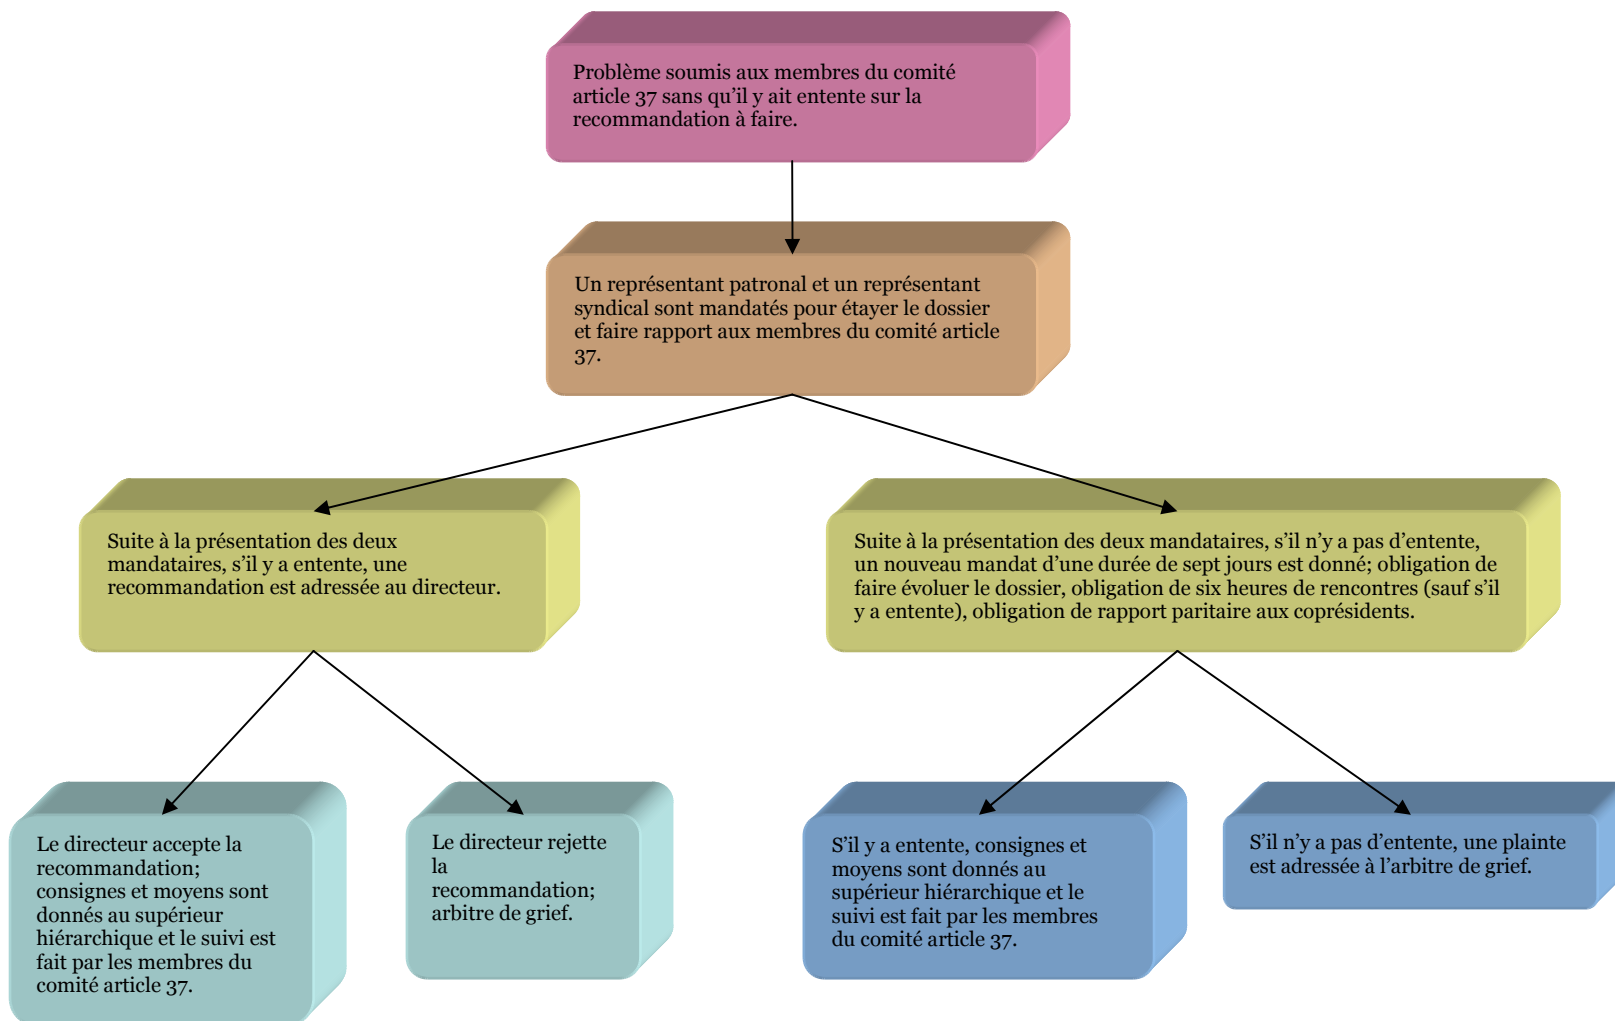 Problème soumis aux membres du comité
article 37 sans qu’il y ait entente sur la
recommandation à faire.
Un représentant patronal et un représentant
syndical sont mandatés pour étayer le dossier
et faire rapport aux membres du comité article
37.
Suite à la présentation des deux
mandataires, s’il y a entente, une
recommandation est adressée au directeur.
Suite à la présentation des deux mandataires, s’il n’y a pas d’entente,
un nouveau mandat d’une durée de sept jours est donné; obligation de
faire évoluer le dossier, obligation de six heures de rencontres (sauf s’il
y a entente), obligation de rapport paritaire aux coprésidents.
Le directeur accepte la
recommandation;
consignes et moyens sont
donnés au supérieur
hiérarchique et le suivi est
fait par les membres du
comité article 37.
Le directeur rejette
la
recommandation;
arbitre de grief.
S’il y a entente, consignes et
moyens sont donnés au
supérieur hiérarchique et le
suivi est fait par les membres
du comité article 37.
S’il n’y a pas d’entente, une plainte
est adressée à l’arbitre de grief.